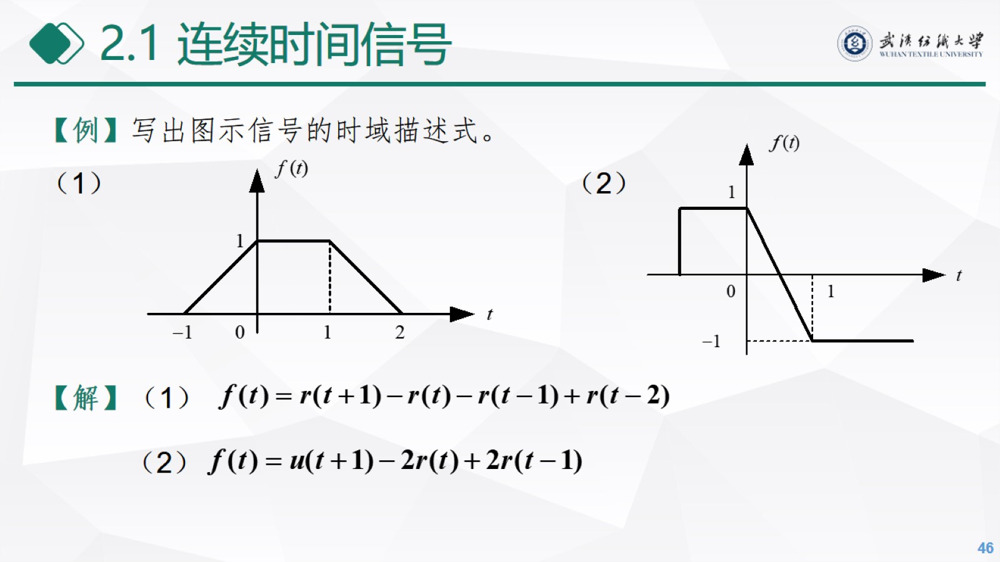 2.1 连续时间信号
武汉纺织大学
WUHAN TEXTILE UNIVERSITY
【例】写出图示信号的时域描述式。
（1）
f (t)
1
−1 0 1 2
t
（2）
f(t)
1
0
1
t
−1
【解】（1） f(t) = r(t+1) − r(t) − r(t−1) + r(t−2)
（2） f(t) = u(t+1) − 2r(t) + 2r(t−1)
46